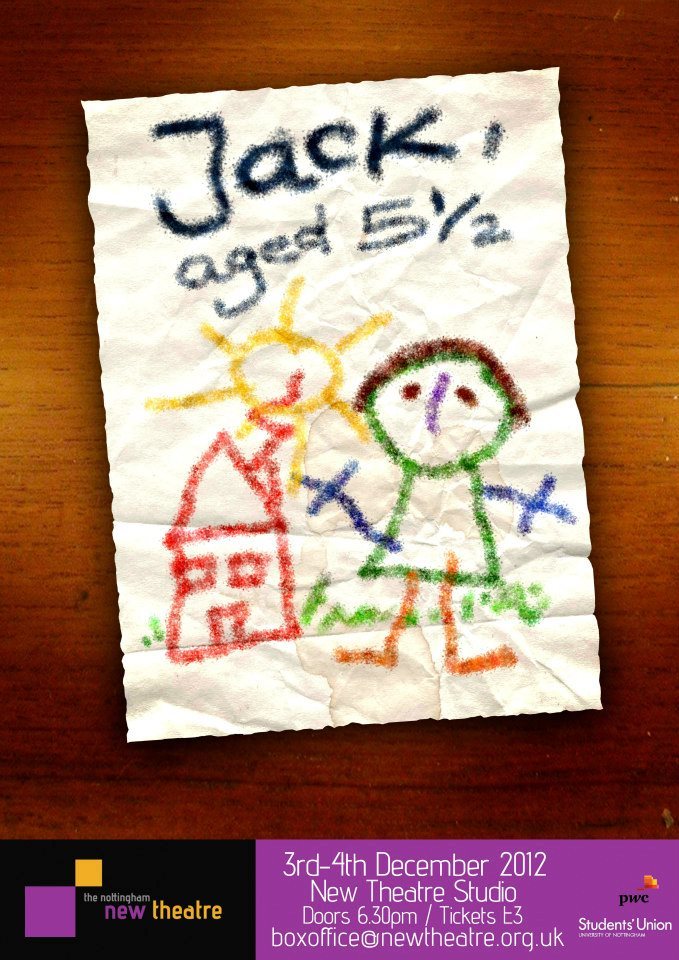 Jack,
aged 5½
3rd-4th December 2012
New Theatre Studio
Doors 6.30pm / Tickets £3
boxoffice@newtheatre.org.uk
the nottingham
new theatre
pwc
Students' Union
UNIVERSITY OF NOTTINGHAM